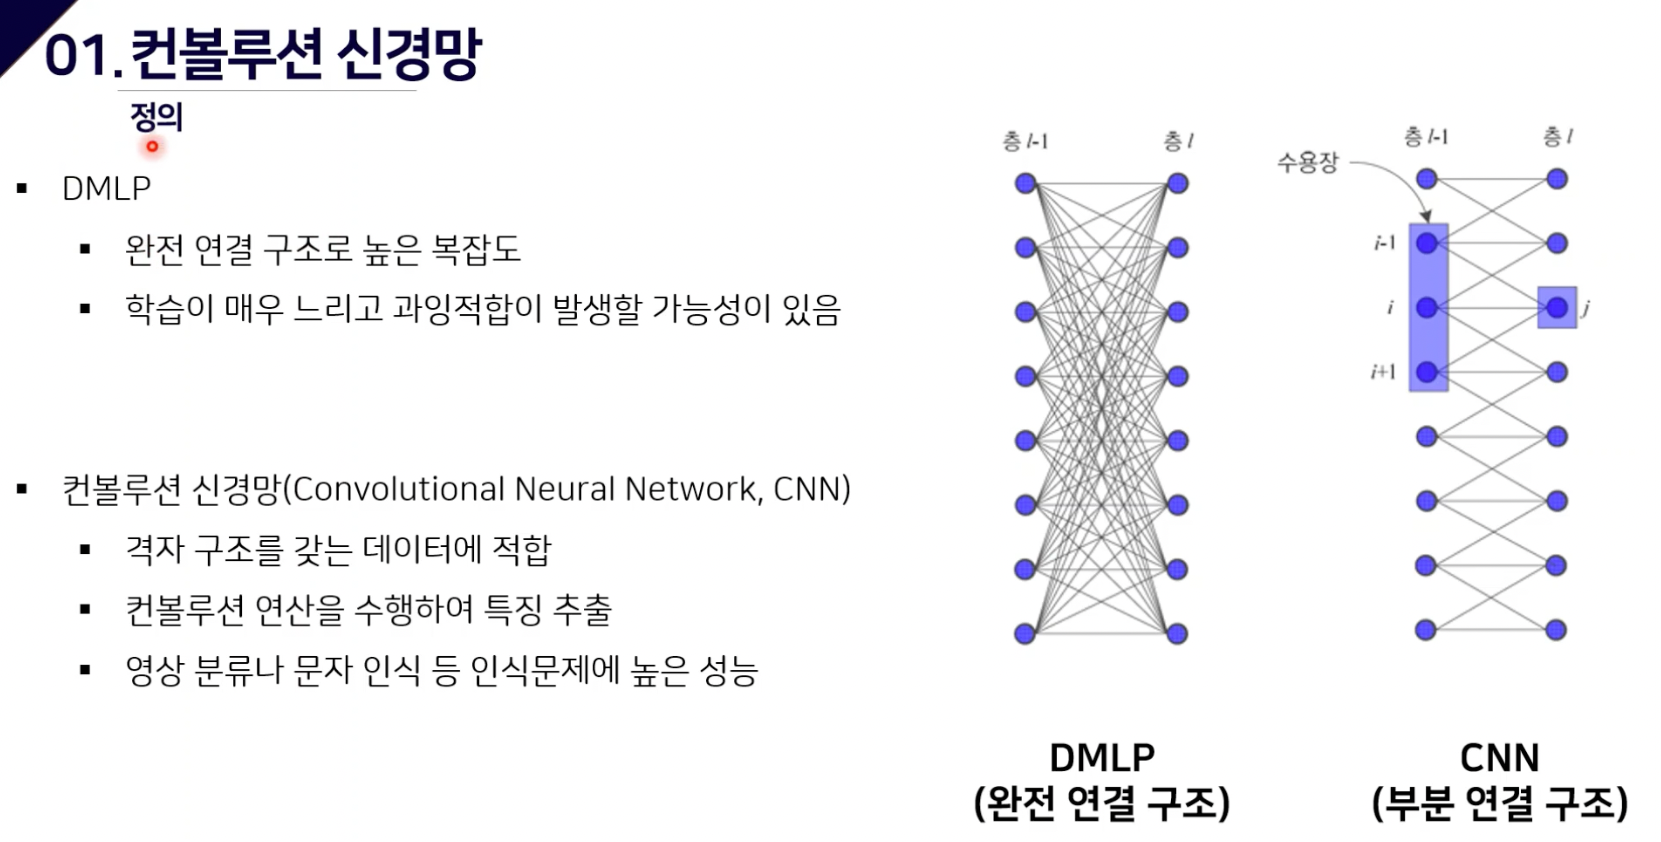 01. 컨볼루션 신경망
정의
▪ DMLP
▪ 완전 연결 구조로 높은 복잡도
▪ 학습이 매우 느리고 과잉적합이 발생할 가능성이 있음
▪ 컨볼루션 신경망(Convolutional Neural Network, CNN)
▪ 격자 구조를 갖는 데이터에 적합
▪ 컨볼루션 연산을 수행하여 특징 추출
▪ 영상 분류나 문자 인식 등 인식문제에 높은 성능
층 l-1
층 l
DMLP
(완전 연결 구조)
층 l-1
층 l
수용장
i-1
i
j
i+1
CNN
(부분 연결 구조)